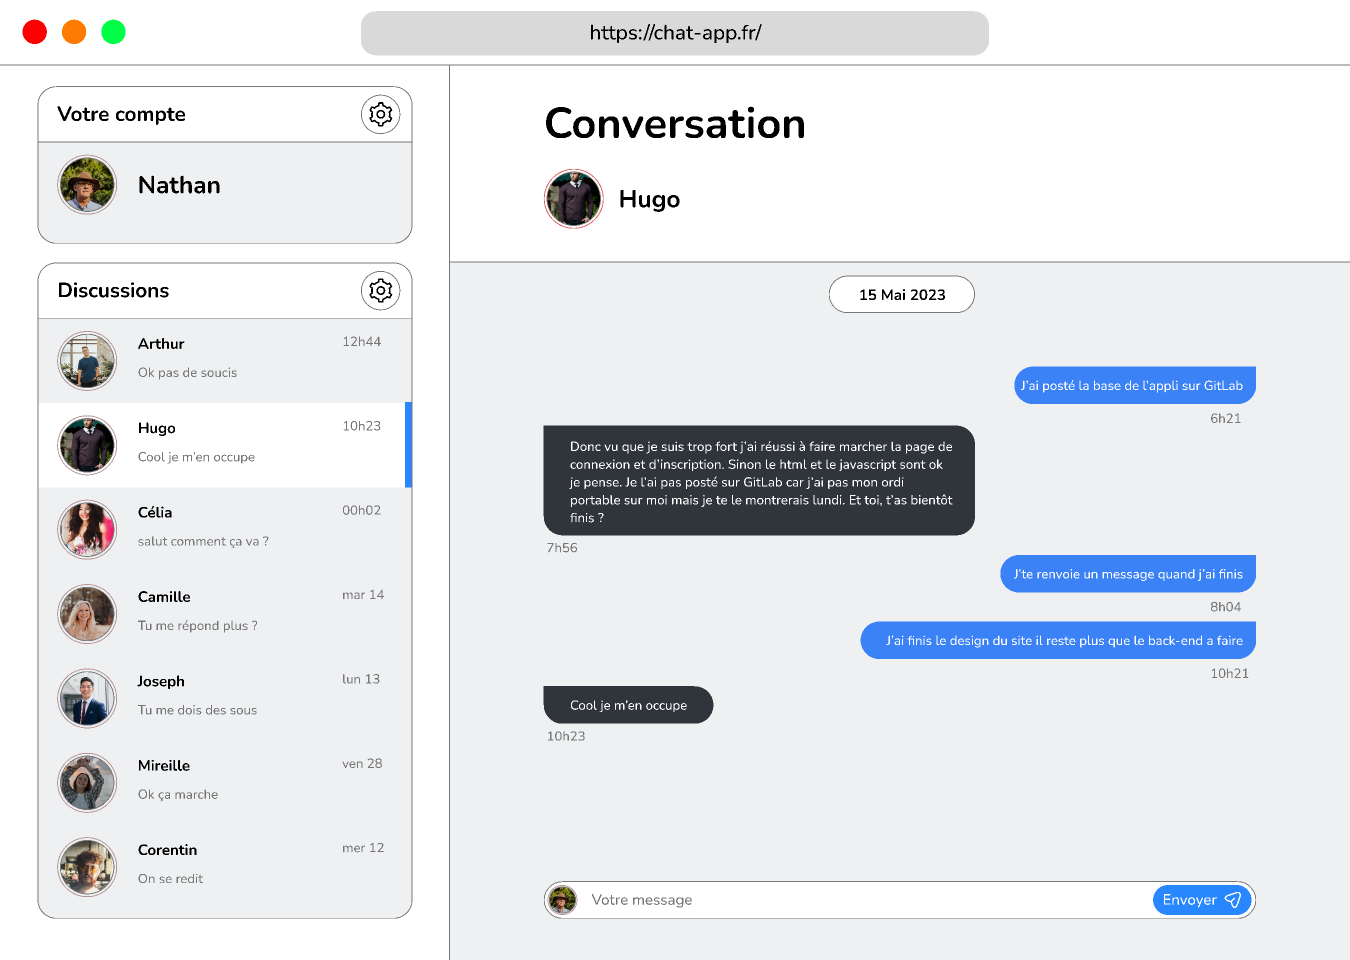 https://chat-app.fr/
Votre compte
Nathan
Discussions
Arthur
12h44
Ok pas de soucis
Hugo
10h23
Cool je m'en occupe
Célia
00h02
salut comment ça va ?
Camille
mar 14
Tu me répond plus ?
Joseph
lun 13
Tu me dois des sous
Mireille
ven 28
Ok ça marche
Corentin
mer 12
On se redit
Conversation
Hugo
15 Mai 2023
J'ai posté la base de l'appli sur GitLab
6h21
Donc vu que je suis trop fort j'ai réussi à faire marcher la page de
connexion et d'inscription. Sinon le html et le javascript sont ok
je pense. Je l'ai pas posté sur GitLab car j'ai pas mon ordi
portable sur moi mais je te le montrerais lundi. Et toi, t'as bientôt
finis ?
7h56
J'te renvoie un message quand j'ai finis
8h04
J'ai finis le design du site il reste plus que le back-end a faire
10h21
Cool je m'en occupe
10h23
Votre message
Envoyer